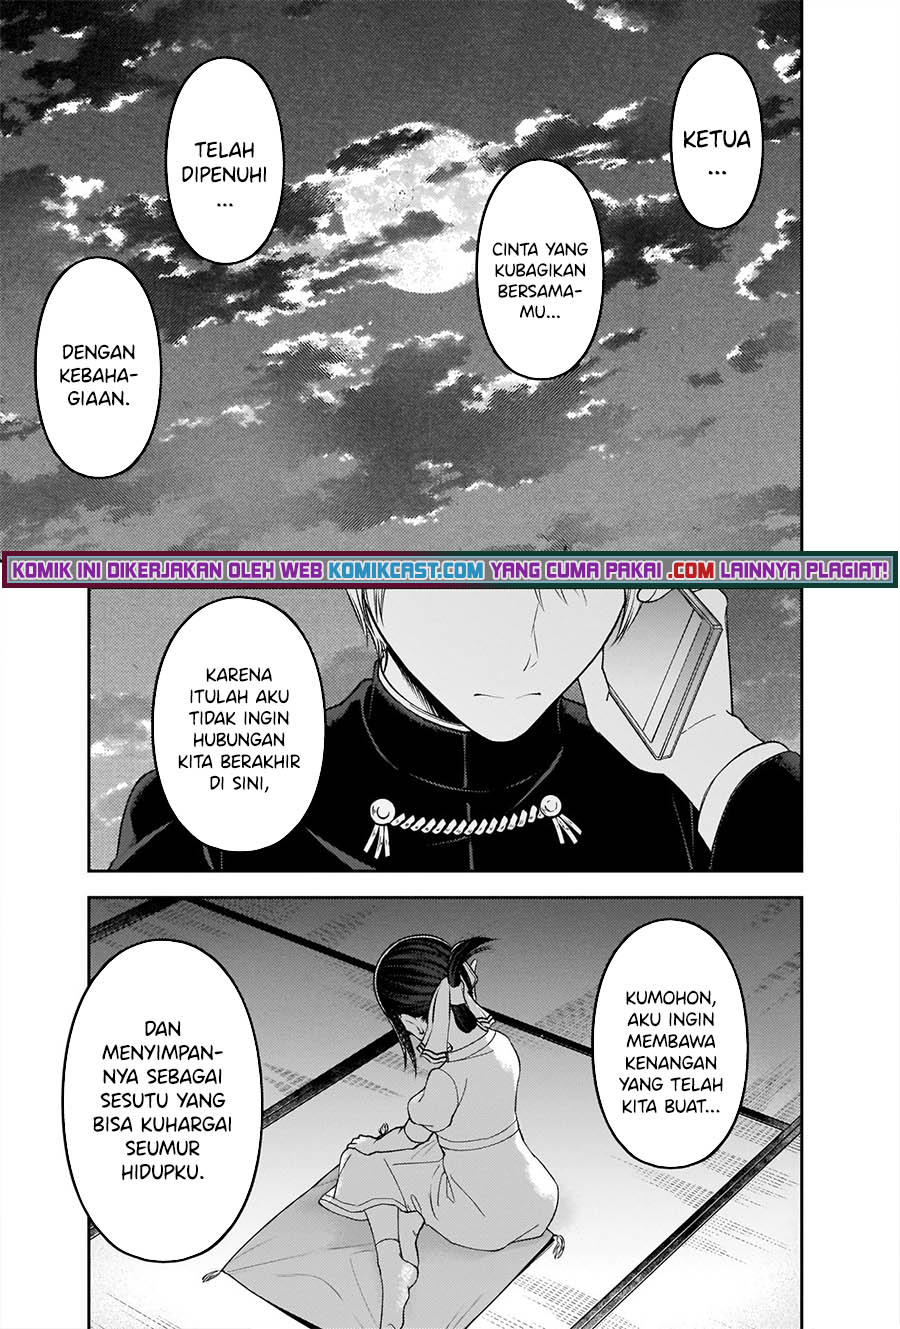 KETUA
...
CINTA YANG
KUBAGIKAN
BERSAMA-
MU...
TELAH
DIPENUHI
...
DENGAN
KEBAHA-
GIAAN.
KOMIK INI DIKERJAKAN OLEH WEB KOMIKCAST.COM YANG CUMA PAKAI .COM LAINNYA PLAGIAT!
KARENA
ITULAH AKU
TIDAK INGIN
HUBUNGAN
KITA BERAKHIR
DI SINI,
KUMOHON,
AKU INGIN
MEMBAWA
KENANGAN
YANG TELAH
KITA BUAT...
DAN
MENYIMPAN-
NYA SEBAGAI
SESUTU YANG
BISA KUHARGAI
SEUMUR
HIDUPKU.